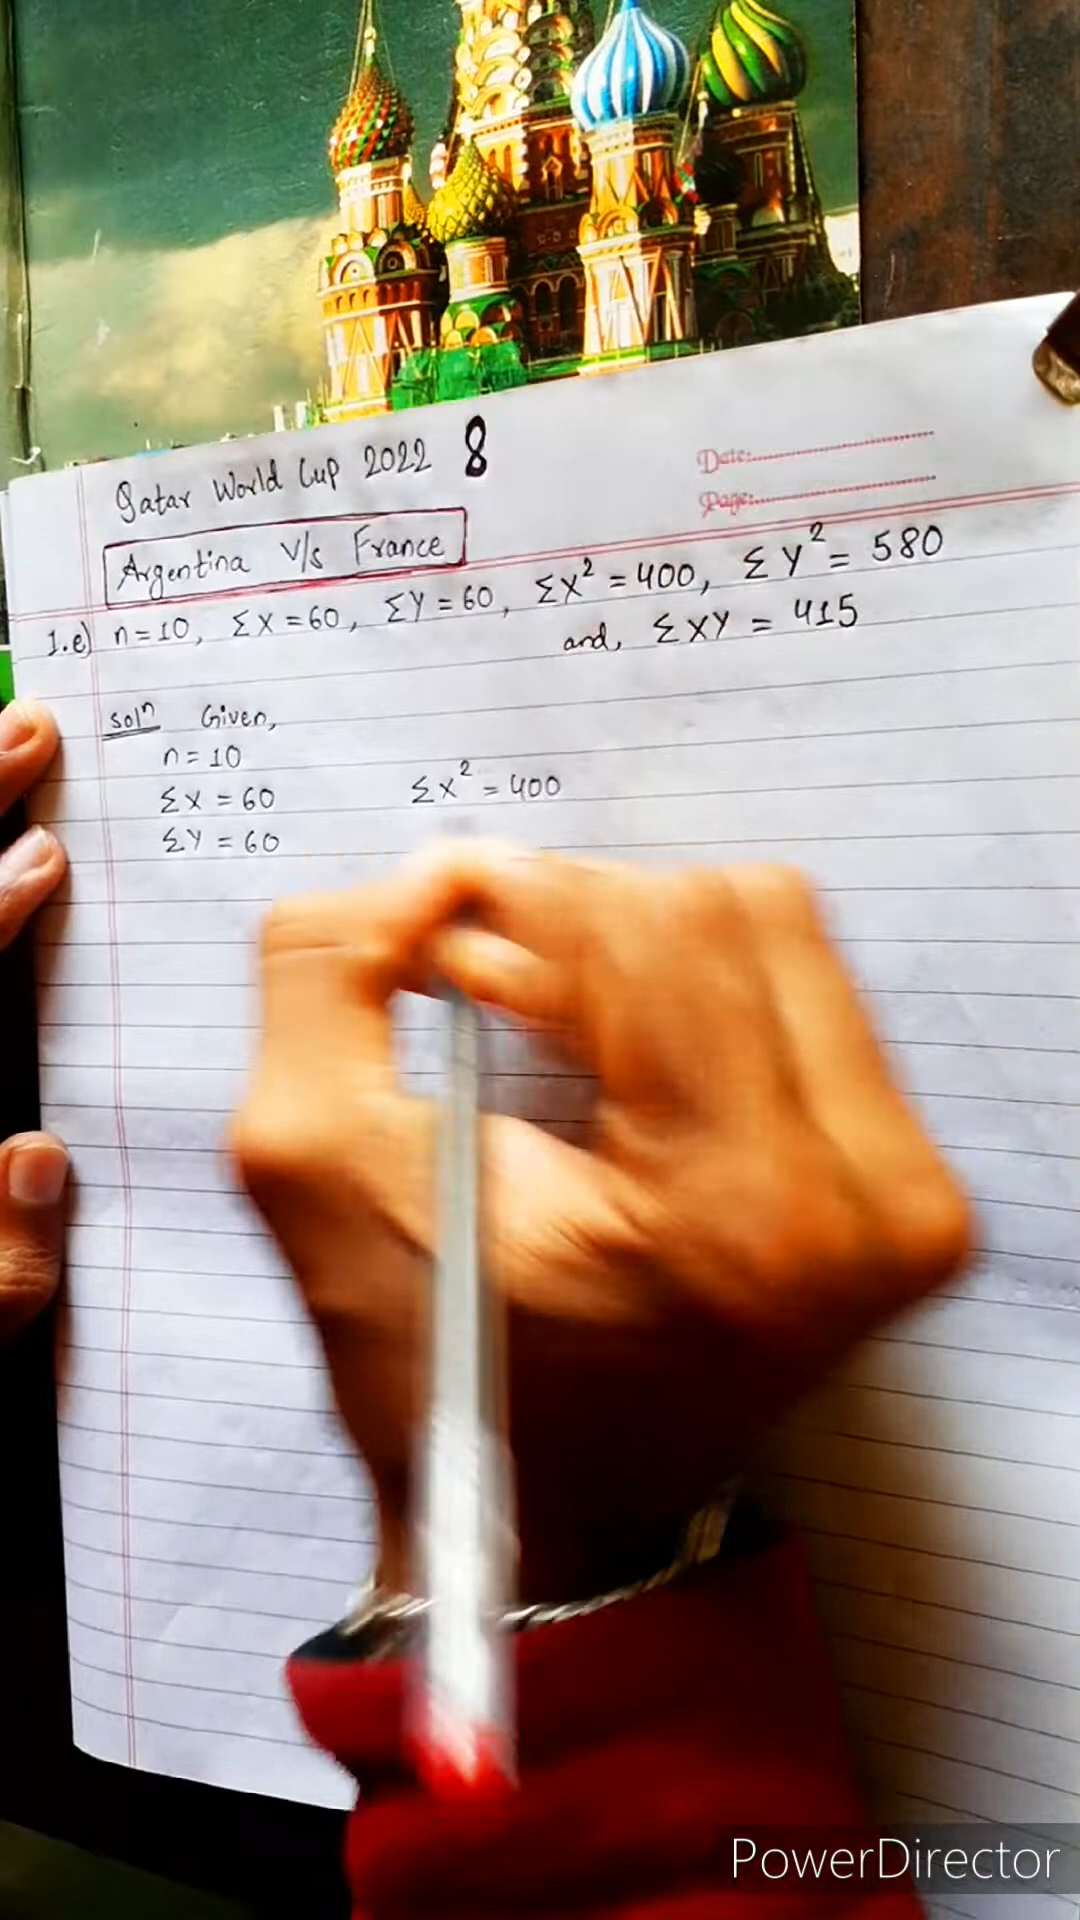 Qatar World Cup 2022 8
Date:
Argentina V/s France
Page:
1.e) n=10, ΣX=60, ΣY=60, ΣX²=400, ΣY²=580
and, ΣXY = 415
Solⁿ Given,
n=10
ΣX = 60 ΣX² = 400
ΣY = 60
PowerDirector